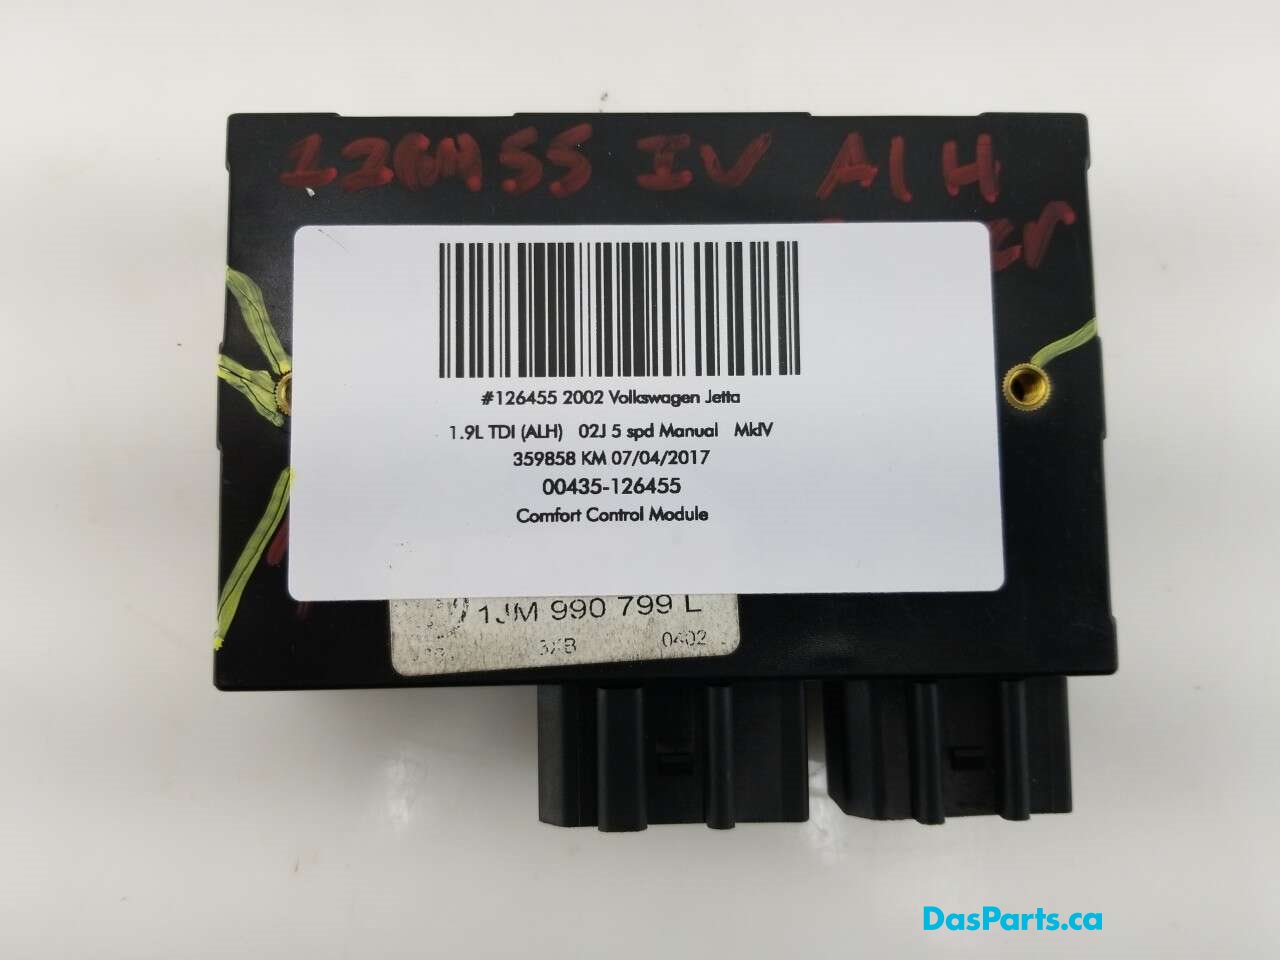 126455 IV ALH
#126455 2002 Volkswagen Jetta
1.9L TDI (ALH) 02J 5 spd Manual MkIV
359858 KM 07/04/2017
00435-126455
Comfort Control Module
1JM 990 799 L
0402
DasParts.ca